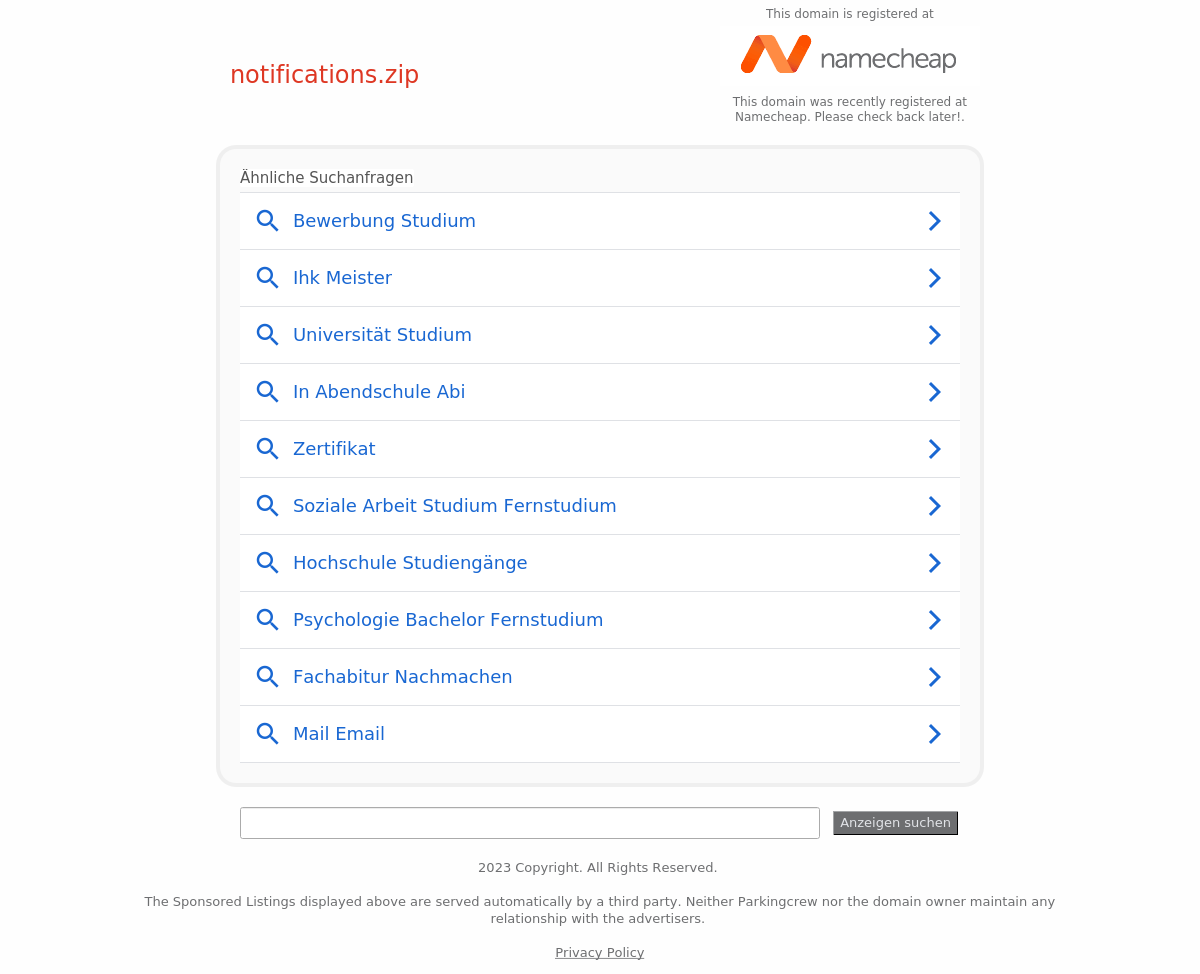 This domain is registered at
namecheap
notifications.zip
This domain was recently registered at
Namecheap. Please check back later!.
Ähnliche Suchanfragen
Bewerbung Studium
Ihk Meister
Universität Studium
In Abendschule Abi
Zertifikat
Soziale Arbeit Studium Fernstudium
Hochschule Studiengänge
Psychologie Bachelor Fernstudium
Fachabitur Nachmachen
Mail Email
Anzeigen suchen
2023 Copyright. All Rights Reserved.
The Sponsored Listings displayed above are served automatically by a third party. Neither Parkingcrew nor the domain owner maintain any
relationship with the advertisers.
Privacy Policy